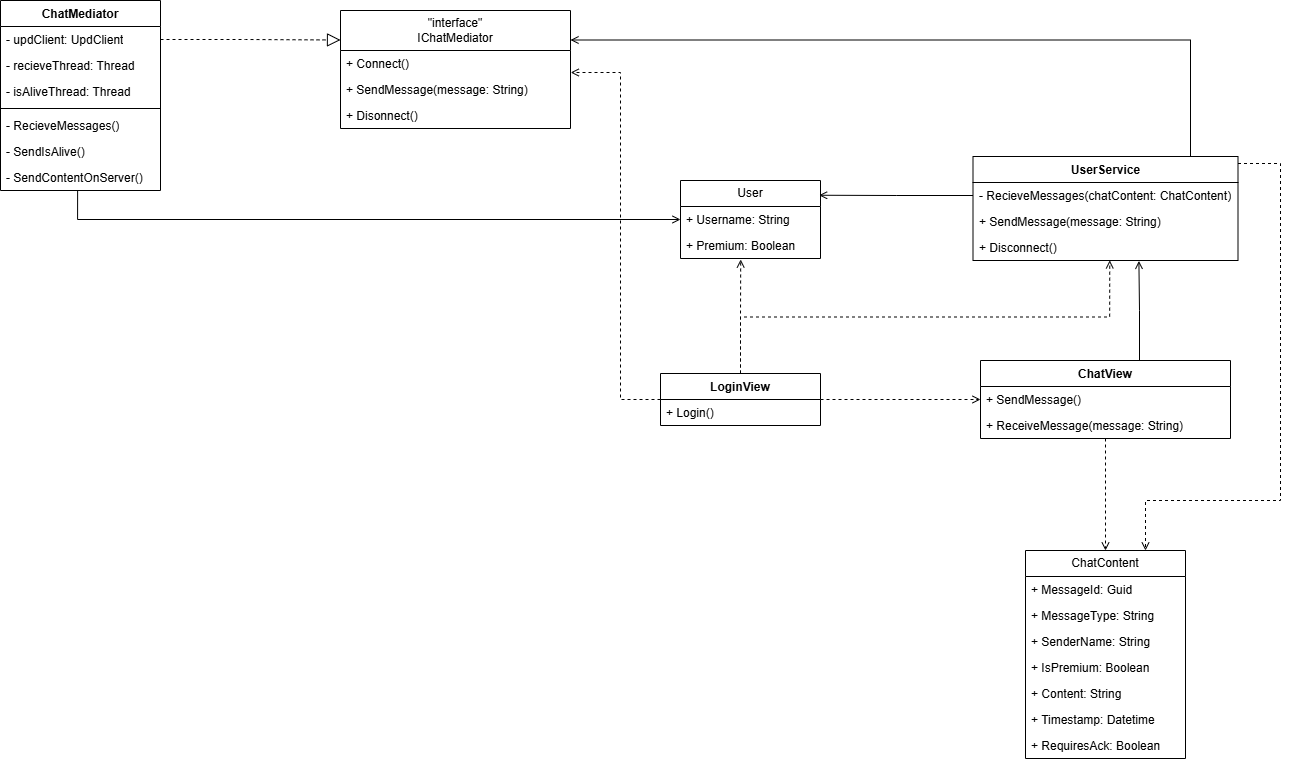 ChatMediator
- updClient: UpdClient
- recieveThread: Thread
- isAliveThread: Thread
- RecieveMessages()
- SendIsAlive()
- SendContentOnServer()
"interface"
IChatMediator
+ Connect()
+ SendMessage(message: String)
+ Disonnect()
User
+ Username: String
+ Premium: Boolean
UserService
- RecieveMessages(chatContent: ChatContent)
+ SendMessage(message: String)
+ Disconnect()
LoginView
+ Login()
ChatView
+ SendMessage()
+ ReceiveMessage(message: String)
ChatContent
+ MessageId: Guid
+ MessageType: String
+ SenderName: String
+ IsPremium: Boolean
+ Content: String
+ Timestamp: Datetime
+ RequiresAck: Boolean